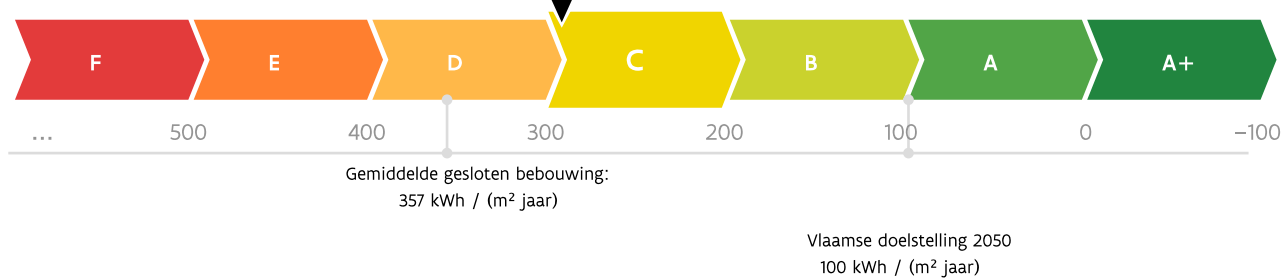 F E D C B A A+
... 500 400 300 200 100 0 −100
Gemiddelde gesloten bebouwing:
357 kWh / (m² jaar)
Vlaamse doelstelling 2050
100 kWh / (m² jaar)